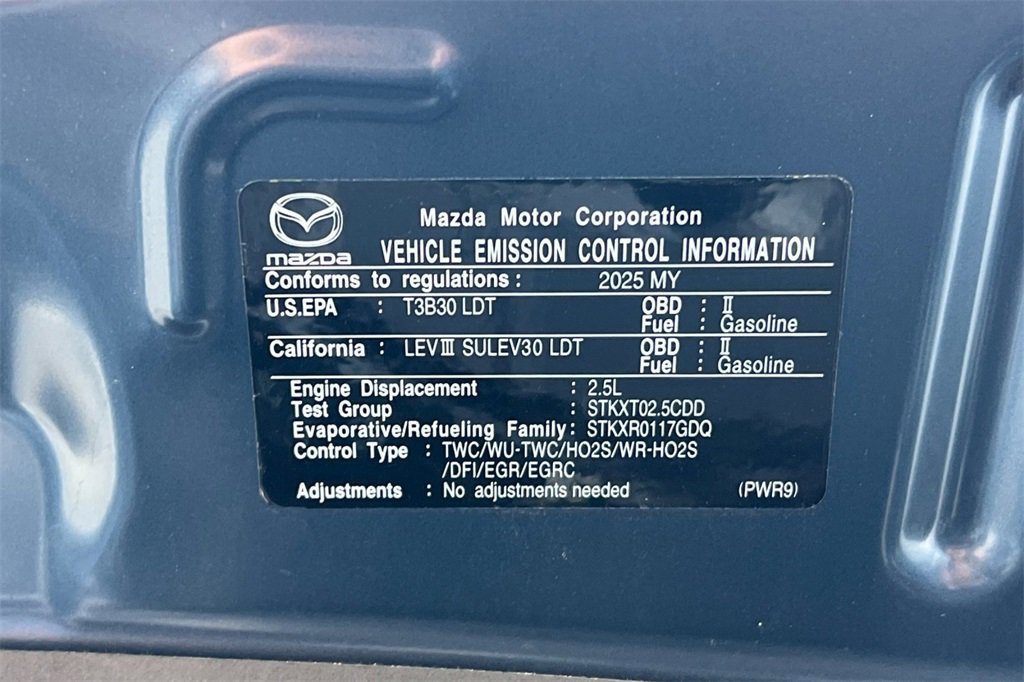 Mazda Motor Corporation
mazda VEHICLE EMISSION CONTROL INFORMATION
Conforms to regulations : 2025 MY
U.S.EPA : T3B30 LDT OBD : II
Fuel : Gasoline
California : LEVIII SULEV30 LDT OBD : II
Fuel : Gasoline
Engine Displacement : 2.5L
Test Group : STKXT02.5CDD
Evaporative/Refueling Family: STKXR0117GDQ
Control Type : TWC/WU-TWC/HO2S/WR-HO2S
/DFI/EGR/EGRC
Adjustments : No adjustments needed (PWR9)